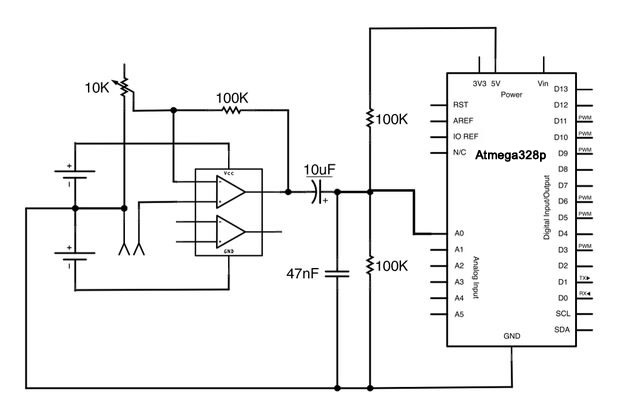 10K
100K
Vcc
GND
10uF
+
47nF
100K
100K
+
-
+
-
-
+
-
+
3V3 5V
Vin
Power
RST
AREF
IO REF
N/C
Atmega328p
A0
A1
A2
A3
A4
A5
Analog Input
Digital Input/Output
D13
D12
D11 PWM
D10 PWM
D9 PWM
D8
D7
D6 PWM
D5 PWM
D4
D3 PWM
D2
D1 TX▶
D0 RX◀
SCL
SDA
GND